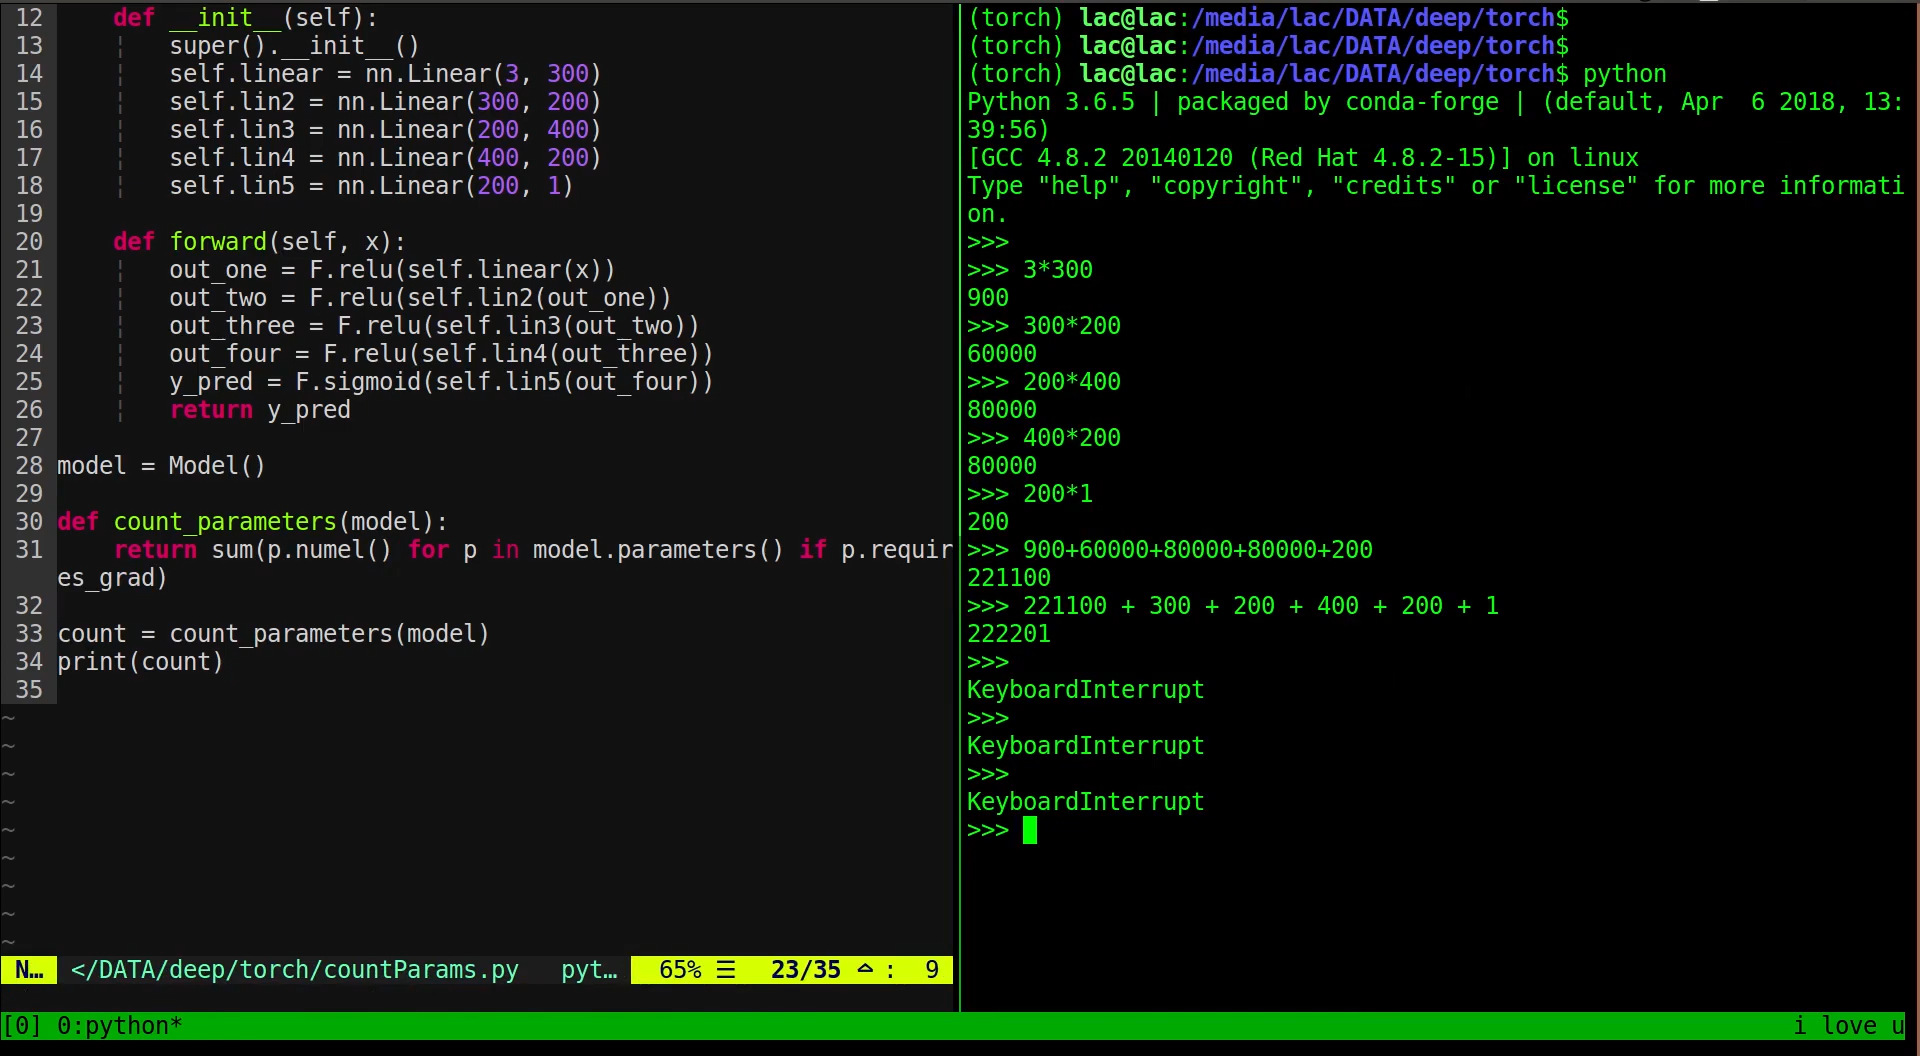 12     def __init__(self):
13         super().__init__()
14         self.linear = nn.Linear(3, 300)
15         self.lin2 = nn.Linear(300, 200)
16         self.lin3 = nn.Linear(200, 400)
17         self.lin4 = nn.Linear(400, 200)
18         self.lin5 = nn.Linear(200, 1)
19
20     def forward(self, x):
21         out_one = F.relu(self.linear(x))
22         out_two = F.relu(self.lin2(out_one))
23         out_three = F.relu(self.lin3(out_two))
24         out_four = F.relu(self.lin4(out_three))
25         y_pred = F.sigmoid(self.lin5(out_four))
26         return y_pred
27
28 model = Model()
29
30 def count_parameters(model):
31     return sum(p.numel() for p in model.parameters() if p.requir
es_grad)
32
33 count = count_parameters(model)
34 print(count)
35
~
~
~
~
~
~
~
~
~
N… </DATA/deep/torch/countParams.py pyt… 65% ☰ 23/35 ㏒ : 9
(torch) lac@lac:/media/lac/DATA/deep/torch$
(torch) lac@lac:/media/lac/DATA/deep/torch$
(torch) lac@lac:/media/lac/DATA/deep/torch$ python
Python 3.6.5 | packaged by conda-forge | (default, Apr  6 2018, 13:
39:56)
[GCC 4.8.2 20140120 (Red Hat 4.8.2-15)] on linux
Type "help", "copyright", "credits" or "license" for more informati
on.
>>>
>>> 3*300
900
>>> 300*200
60000
>>> 200*400
80000
>>> 400*200
80000
>>> 200*1
200
>>> 900+60000+80000+80000+200
221100
>>> 221100 + 300 + 200 + 400 + 200 + 1
222201
>>>
KeyboardInterrupt
>>>
KeyboardInterrupt
>>>
KeyboardInterrupt
>>>
[0] 0:python* i love u